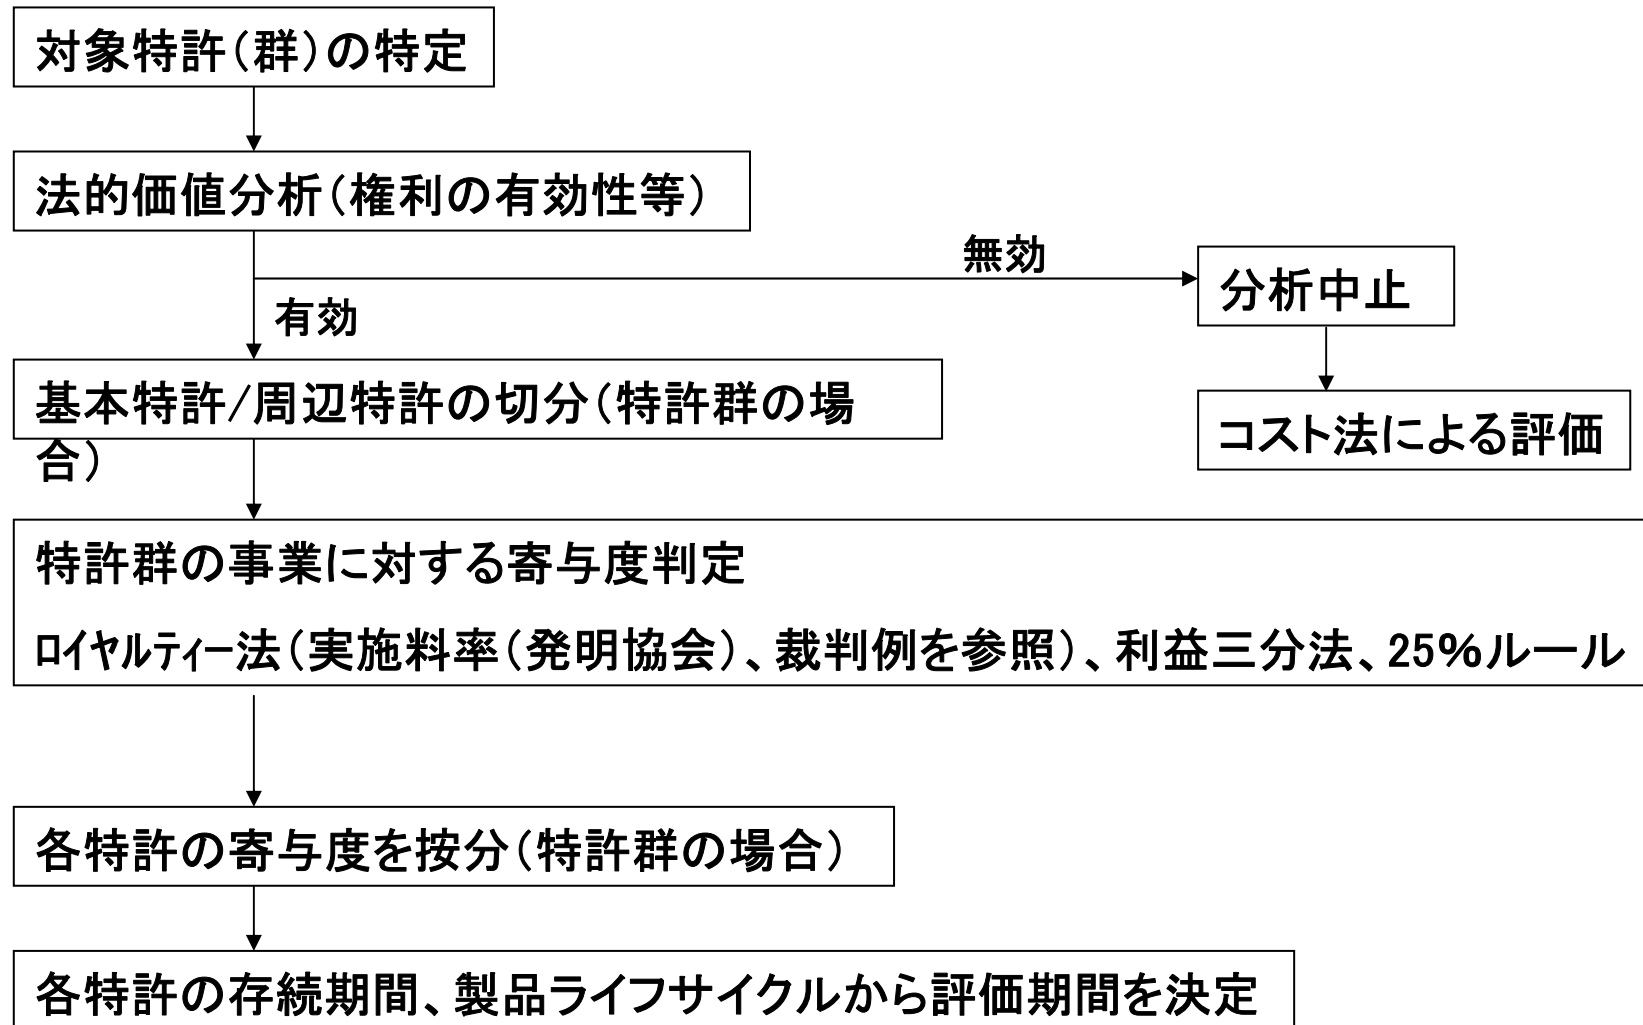 対象特許(群)の特定
法的価値分析(権利の有効性等)
無効
分析中止
有効
基本特許/周辺特許の切分(特許群の場
合)
コスト法による評価
特許群の事業に対する寄与度判定
ロイヤルティー法(実施料率(発明協会)、裁判例を参照)、利益三分法、25%ルール
各特許の寄与度を按分(特許群の場合)
各特許の存続期間、製品ライフサイクルから評価期間を決定